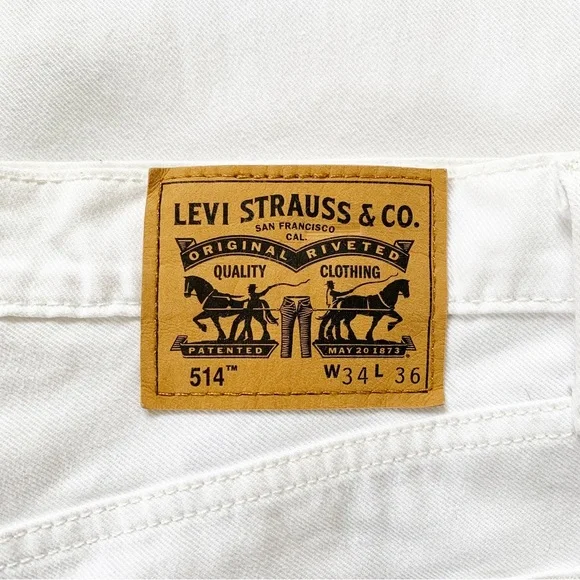 LEVI STRAUSS & CO.
SAN FRANCISCO
CAL.
ORIGINAL RIVETED
QUALITY CLOTHING
PATENTED MAY 20 1873
514™ W34 L 36